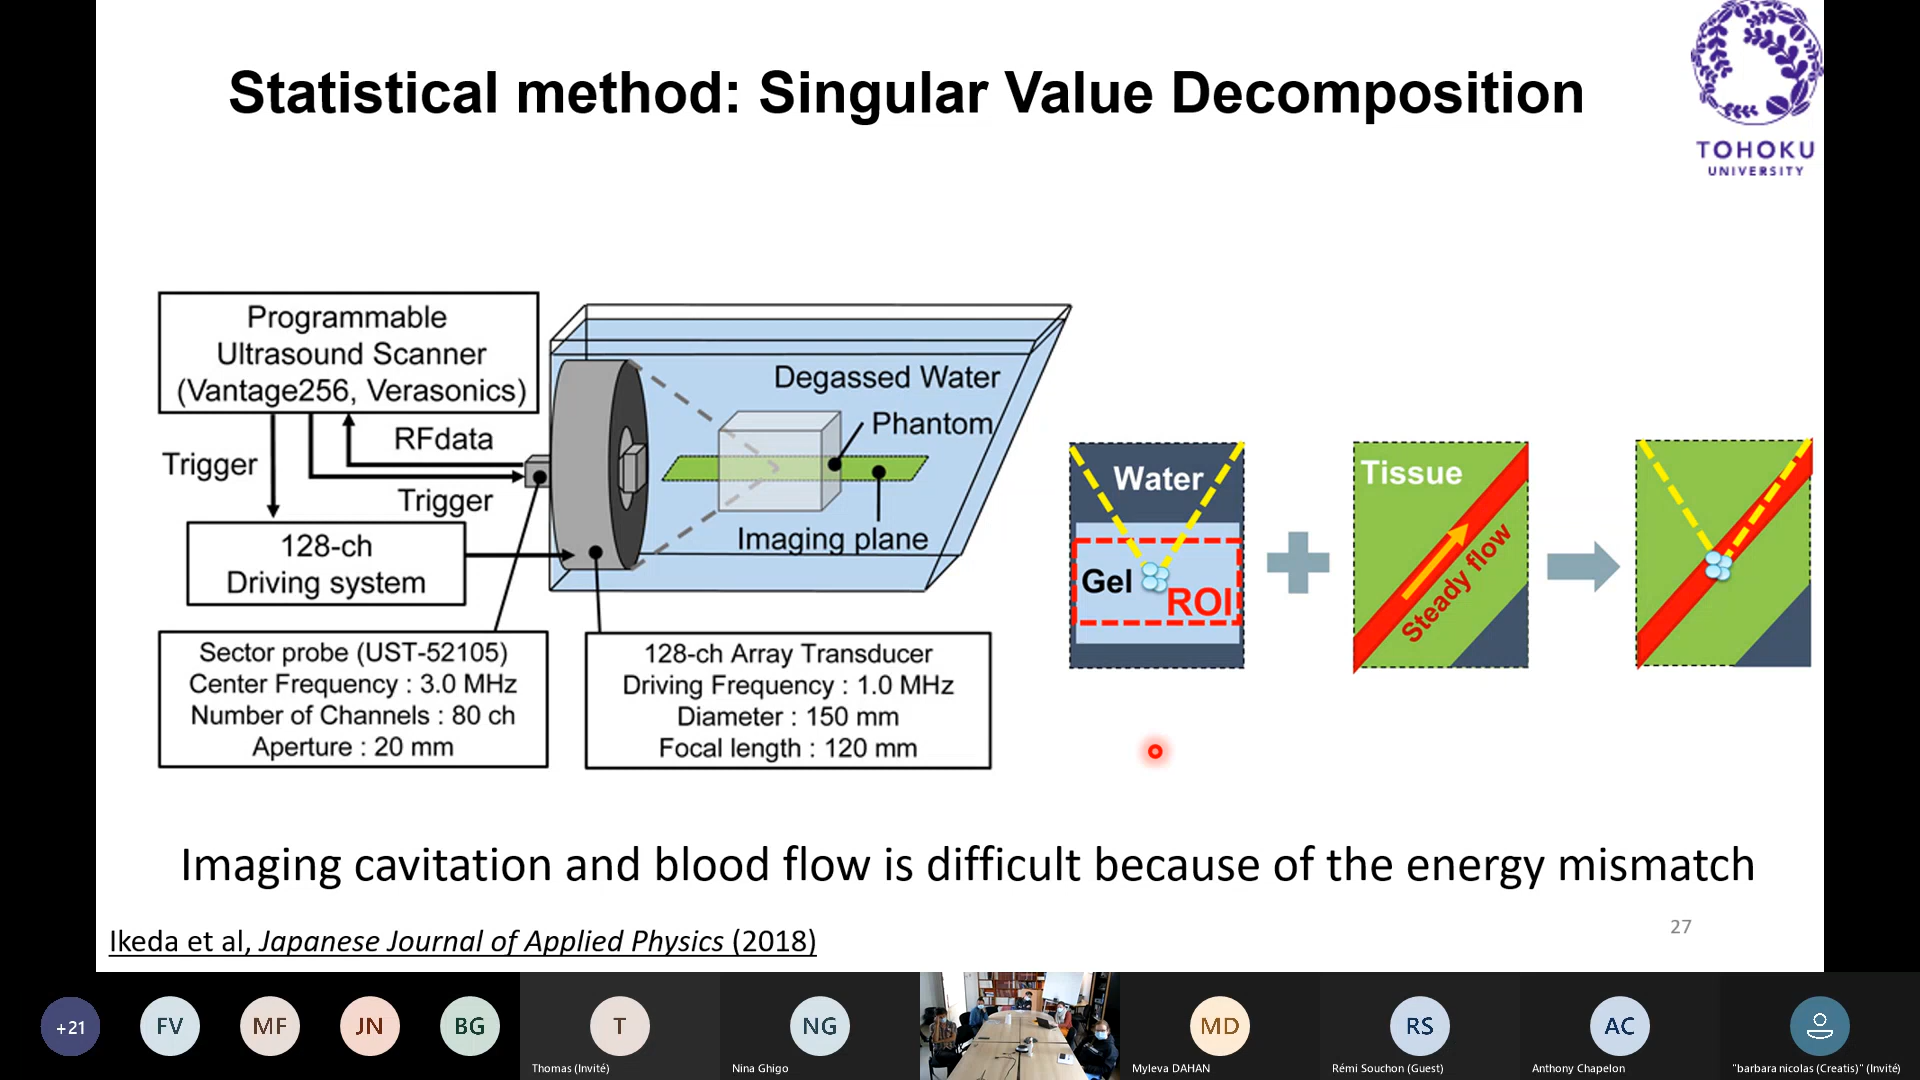 Statistical method: Singular Value Decomposition
TOHOKU
UNIVERSITY
Programmable
Ultrasound Scanner
(Vantage256, Verasonics)
RFdata
Trigger
Trigger
128-ch
Driving system
Sector probe (UST-52105)
Center Frequency : 3.0 MHz
Number of Channels : 80 ch
Aperture : 20 mm
Degassed Water
Phantom
Imaging plane
128-ch Array Transducer
Driving Frequency : 1.0 MHz
Diameter : 150 mm
Focal length : 120 mm
Water
Gel
ROI
Tissue
Steady flow
Imaging cavitation and blood flow is difficult because of the energy mismatch
27
Ikeda et al, Japanese Journal of Applied Physics (2018)
+21
FV
MF
JN
BG
T
Thomas (Invité)
NG
Nina Ghigo
MD
Myleva DAHAN
RS
Rémi Souchon (Guest)
AC
Anthony Chapelon
"barbara nicolas (Creatis)" (Invité)